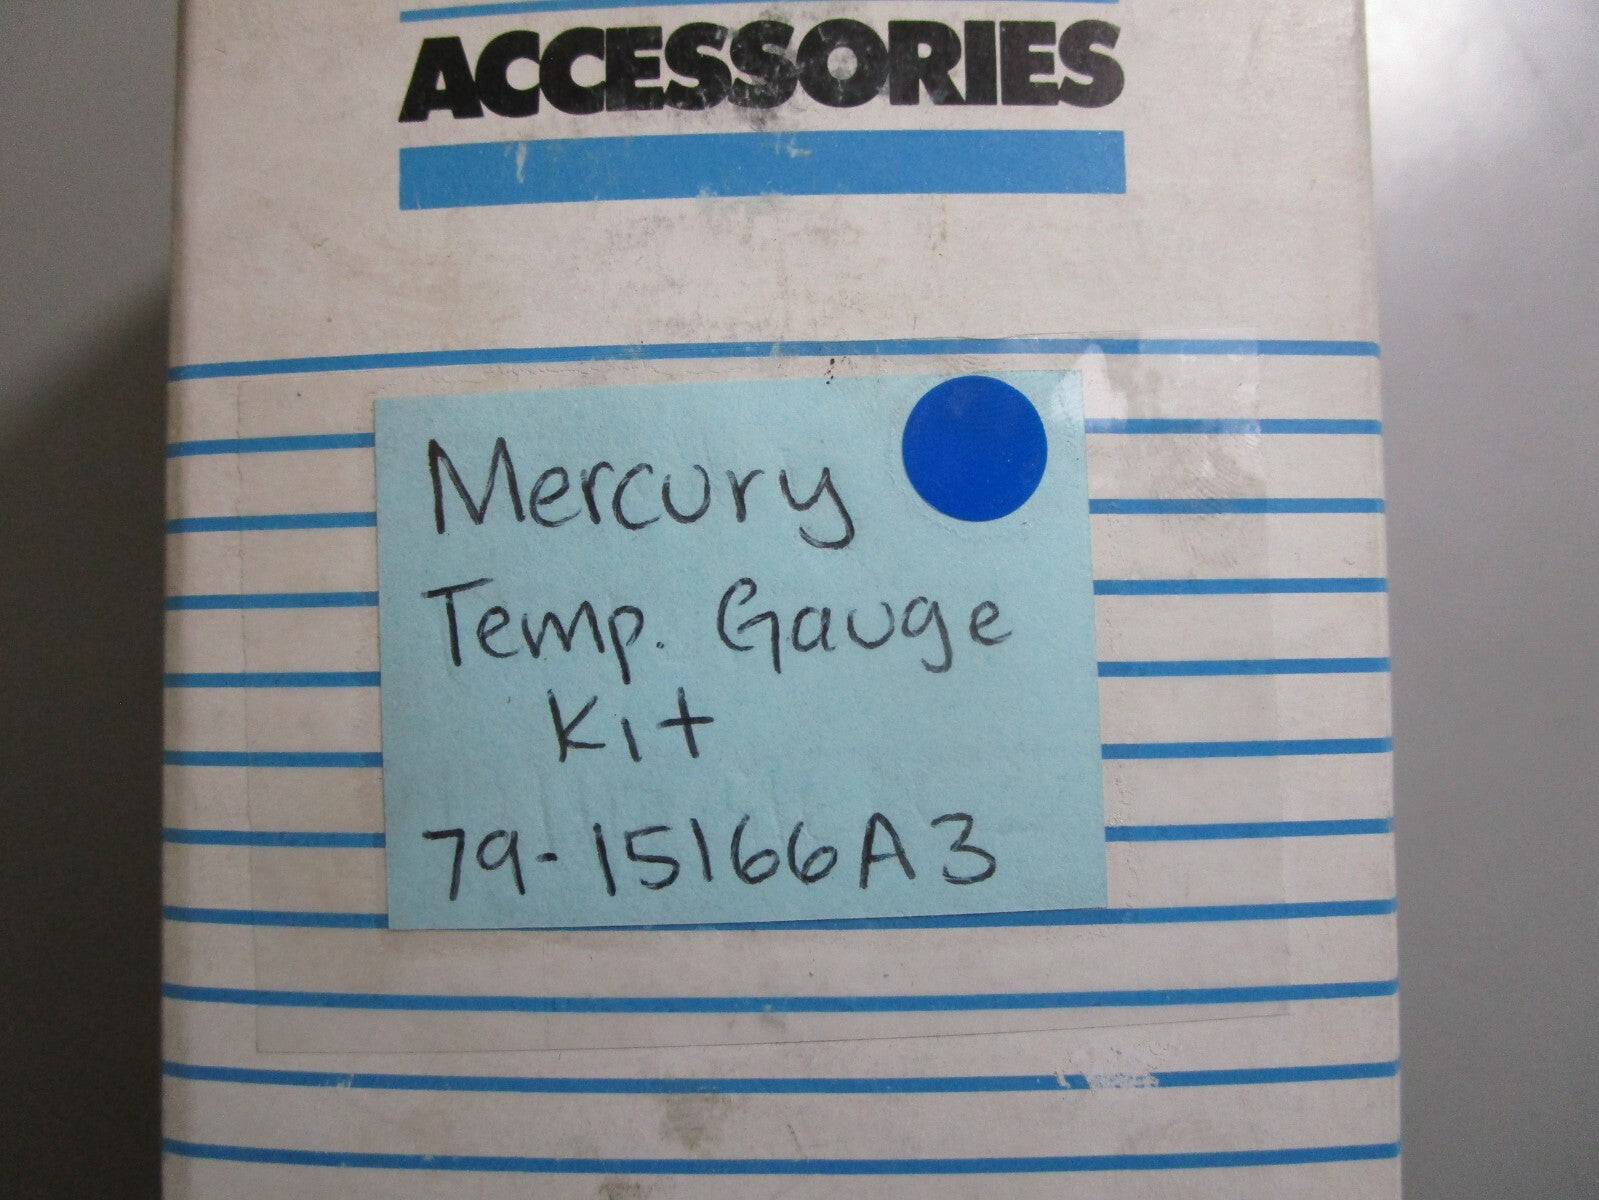 ACCESSORIES
Mercury
Temp. Gauge
Kit
79-15166A3